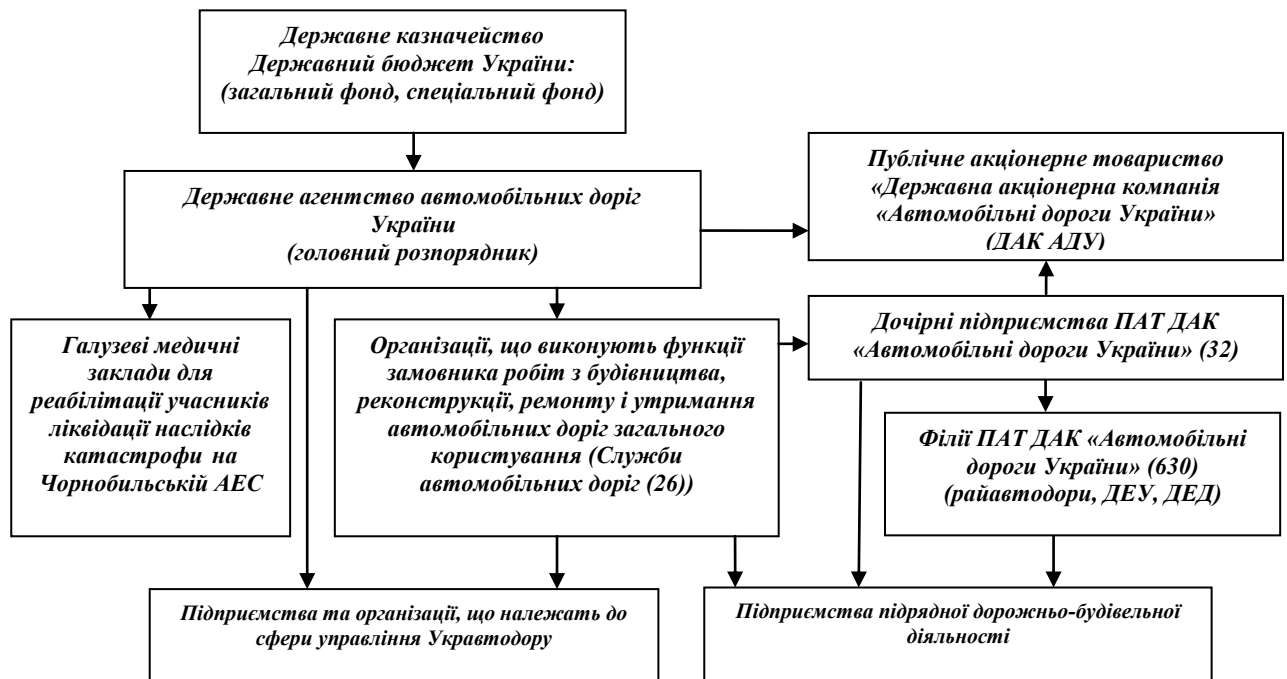 Державне казначейство
Державний бюджет України:
(загальний фонд, спеціальний фонд)
Державне агентство автомобільних доріг
України
(головний розпорядник)
Публічне акціонерне товариство
«Державна акціонерна компанія
«Автомобільні дороги України»
(ДАК АДУ)
Галузеві медичні
заклади для
реабілітації учасників
ліквідації наслідків
катастрофи на
Чорнобильській АЕС
Організації, що виконують функції
замовника робіт з будівництва,
реконструкції, ремонту і утримання
автомобільних доріг загального
користування (Служби
автомобільних доріг (26))
Дочірні підприємства ПАТ ДАК
«Автомобільні дороги України» (32)
Філії ПАТ ДАК «Автомобільні
дороги України» (630)
(райавтодори, ДЕУ, ДЕД)
Підприємства та організації, що належать до
сфери управління Укравтодору
Підприємства підрядної дорожньо-будівельної
діяльності